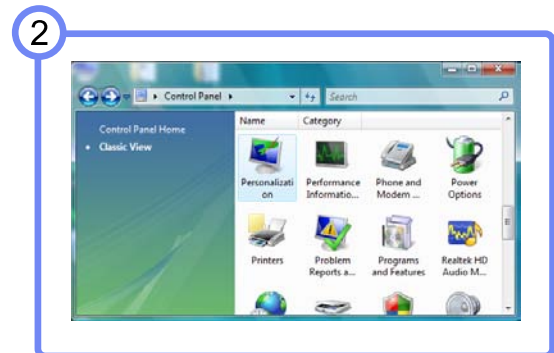 2
Control Panel
Search
Control Panel Home
Classic View
Name Category
Personalizati
on
Performance
Informatio...
Phone and
Modem ...
Power
Options
Printers
Problem
Reports a...
Programs
and Features
Realtek HD
Audio M...